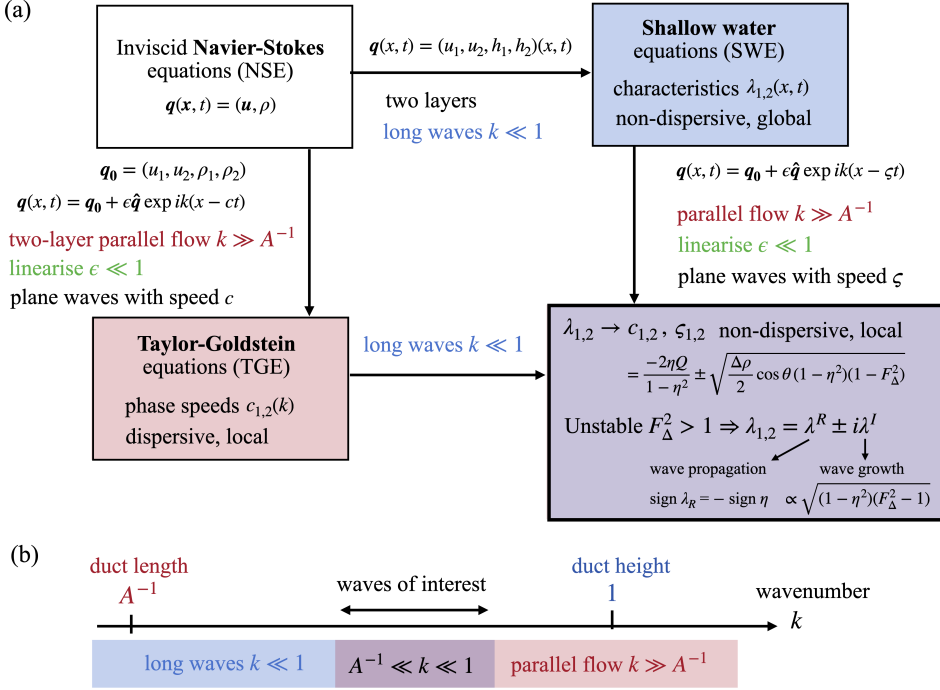 (a)
Inviscid Navier-Stokes
equations (NSE)
q(x, t) = (u, ρ)
q(x, t) = (u₁, u₂, h₁, h₂)(x, t)
two layers
long waves k ≪ 1
Shallow water
equations (SWE)
characteristics λ₁,₂(x, t)
non-dispersive, global
q₀ = (u₁, u₂, ρ₁, ρ₂)
q(x, t) = q₀ + ϵq̂ exp ik(x − ct)
two-layer parallel flow k ≫ A⁻¹
linearise ϵ ≪ 1
plane waves with speed c
q(x, t) = q₀ + ϵq̂ exp ik(x − ςt)
parallel flow k ≫ A⁻¹
linearise ϵ ≪ 1
plane waves with speed ς
Taylor-Goldstein
equations (TGE)
phase speeds c₁,₂(k)
dispersive, local
long waves k ≪ 1
λ₁,₂ → c₁,₂ , ς₁,₂ non-dispersive, local
= −2ηQ / (1 − η²) ± √(Δρ/2 cos θ (1 − η²)(1 − F_Δ²))
Unstable F_Δ² > 1 ⇒ λ₁,₂ = λᴿ ± iλᴵ
wave propagation wave growth
sign λ_R = − sign η ∝ √((1 − η²)(F_Δ² − 1))
(b)
duct length
A⁻¹
waves of interest
duct height
1
wavenumber
k
long waves k ≪ 1
A⁻¹ ≪ k ≪ 1
parallel flow k ≫ A⁻¹